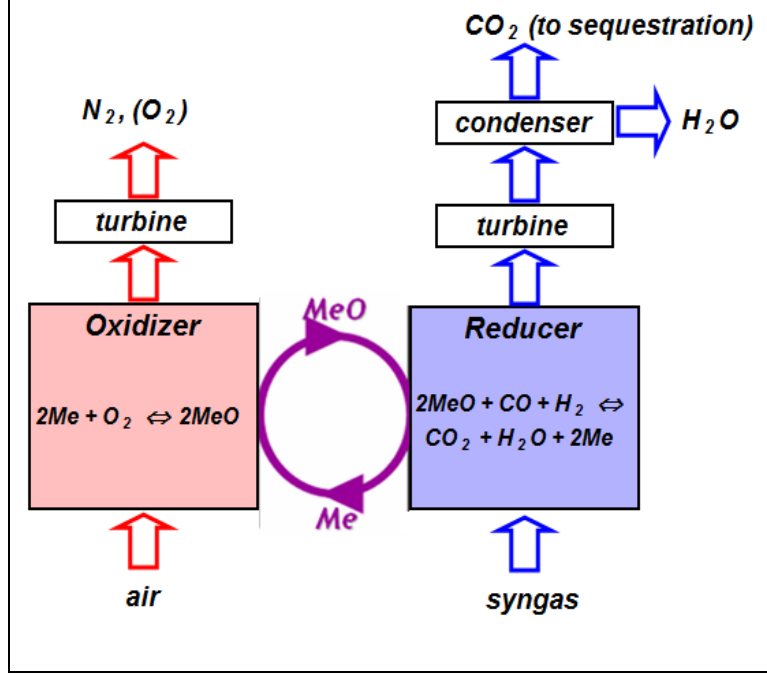 CO₂ (to sequestration)
N₂, (O₂)
condenser
H₂O
turbine
turbine
MeO
Oxidizer
Reducer
2Me + O₂ ⇔ 2MeO
2MeO + CO + H₂ ⇔
CO₂ + H₂O + 2Me
Me
air
syngas